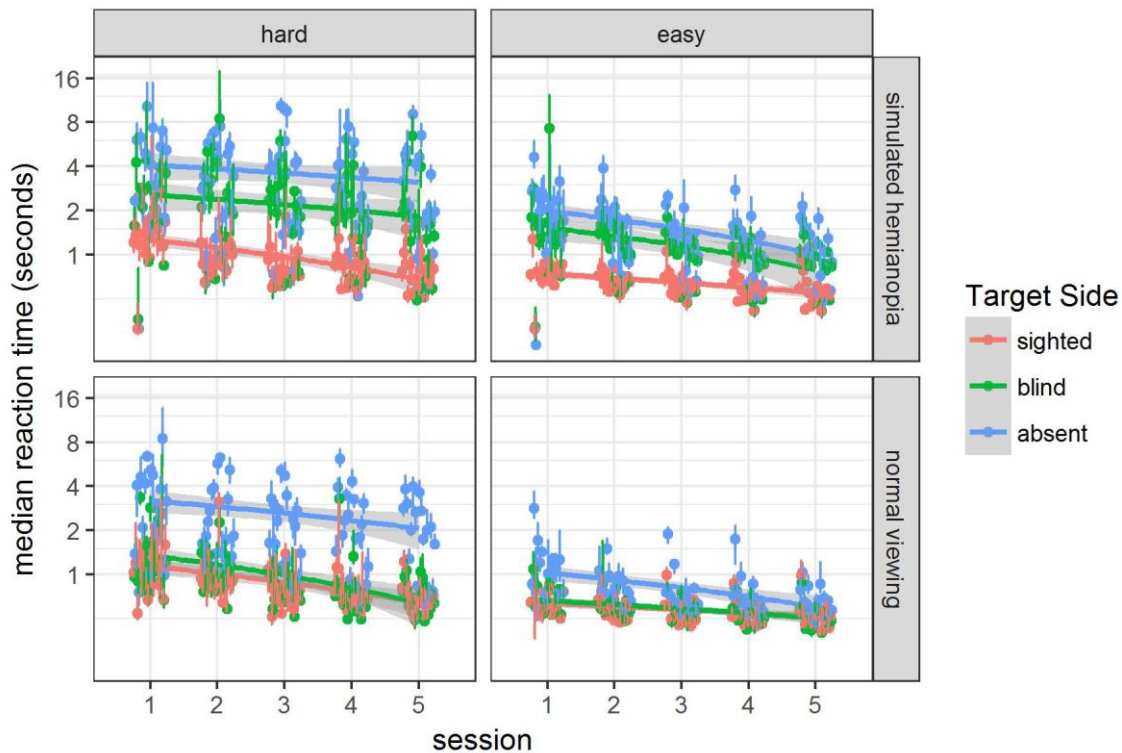 hard
easy
16
8
4
2
1
simulated hemianopia
16
8
4
2
1
normal viewing
median reaction time (seconds)
1 2 3 4 5
1 2 3 4 5
session
Target Side
sighted
blind
absent